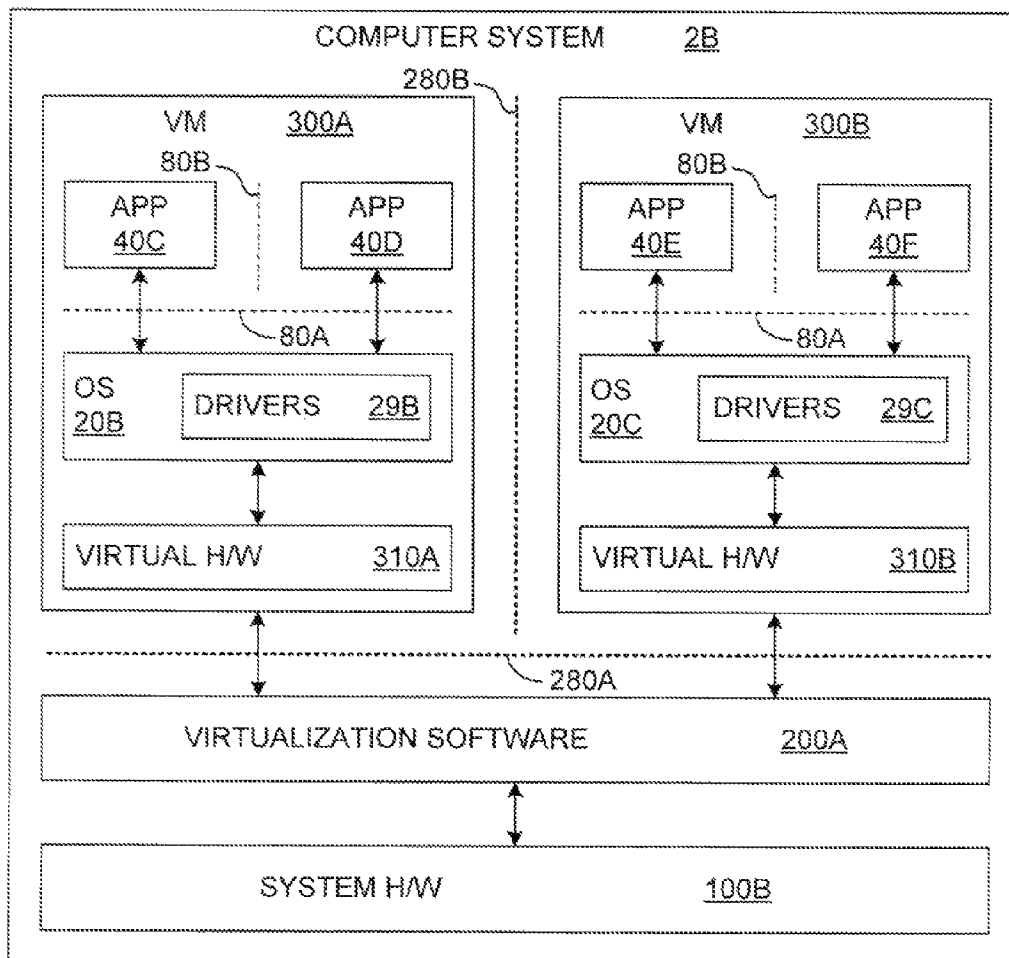 COMPUTER SYSTEM 2B
280B
VM 300A
VM 300B
80B
80B
APP
40C
APP
40D
APP
40E
APP
40F
80A
80A
OS
20B
DRIVERS 29B
OS
20C
DRIVERS 29C
VIRTUAL H/W 310A
VIRTUAL H/W 310B
280A
VIRTUALIZATION SOFTWARE 200A
SYSTEM H/W 100B